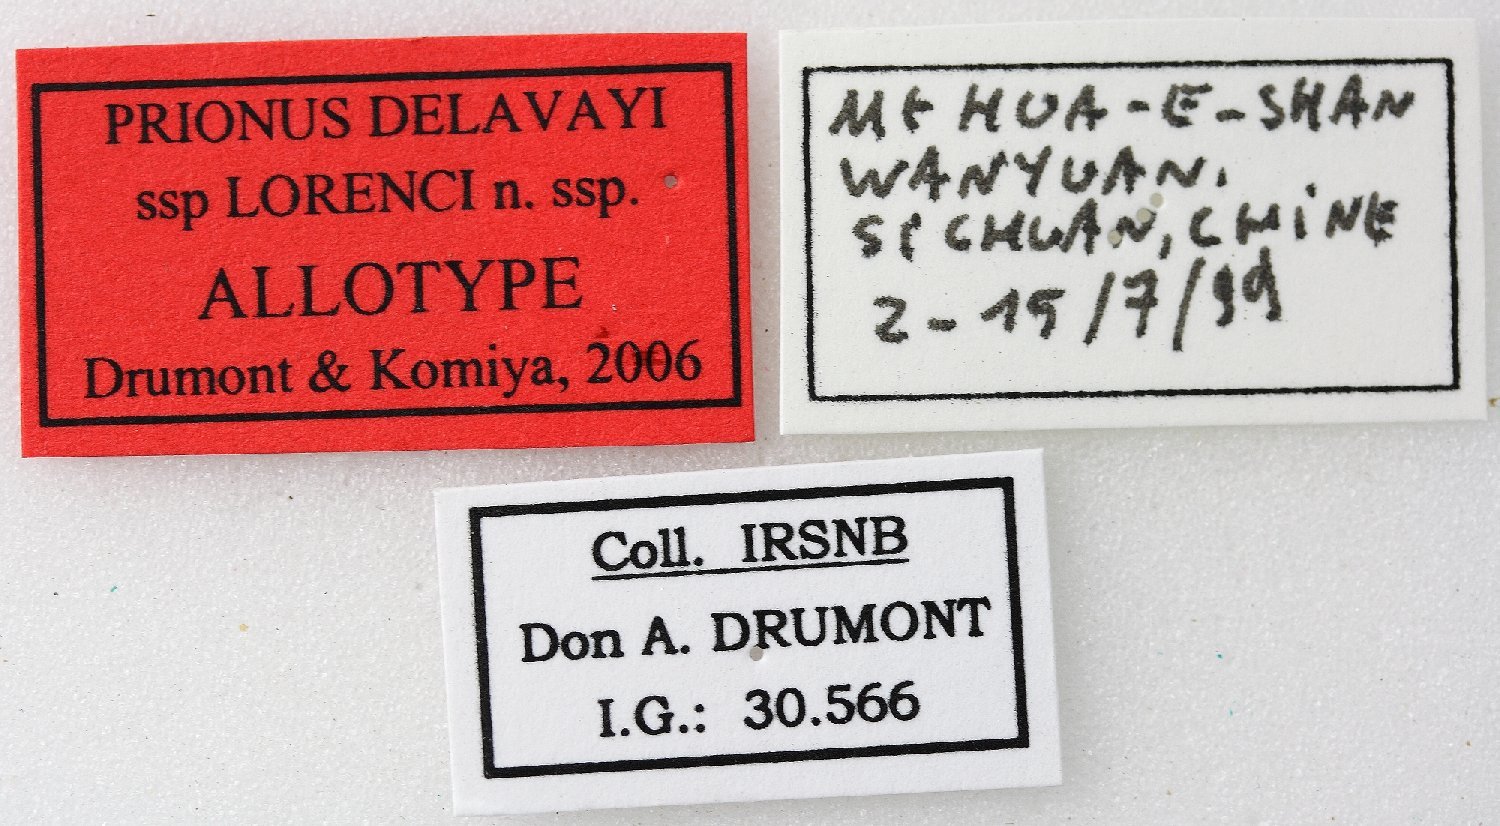 PRIONUS DELAVAYI
ssp LORENCI n. ssp.
ALLOTYPE
Drumont & Komiya, 2006
Mt HUA-E-SHAN
WANYUAN.
SICHUAN, CHINE
2-15/7/99
Coll. IRSNB
Don A. DRUMONT
I.G.: 30.566